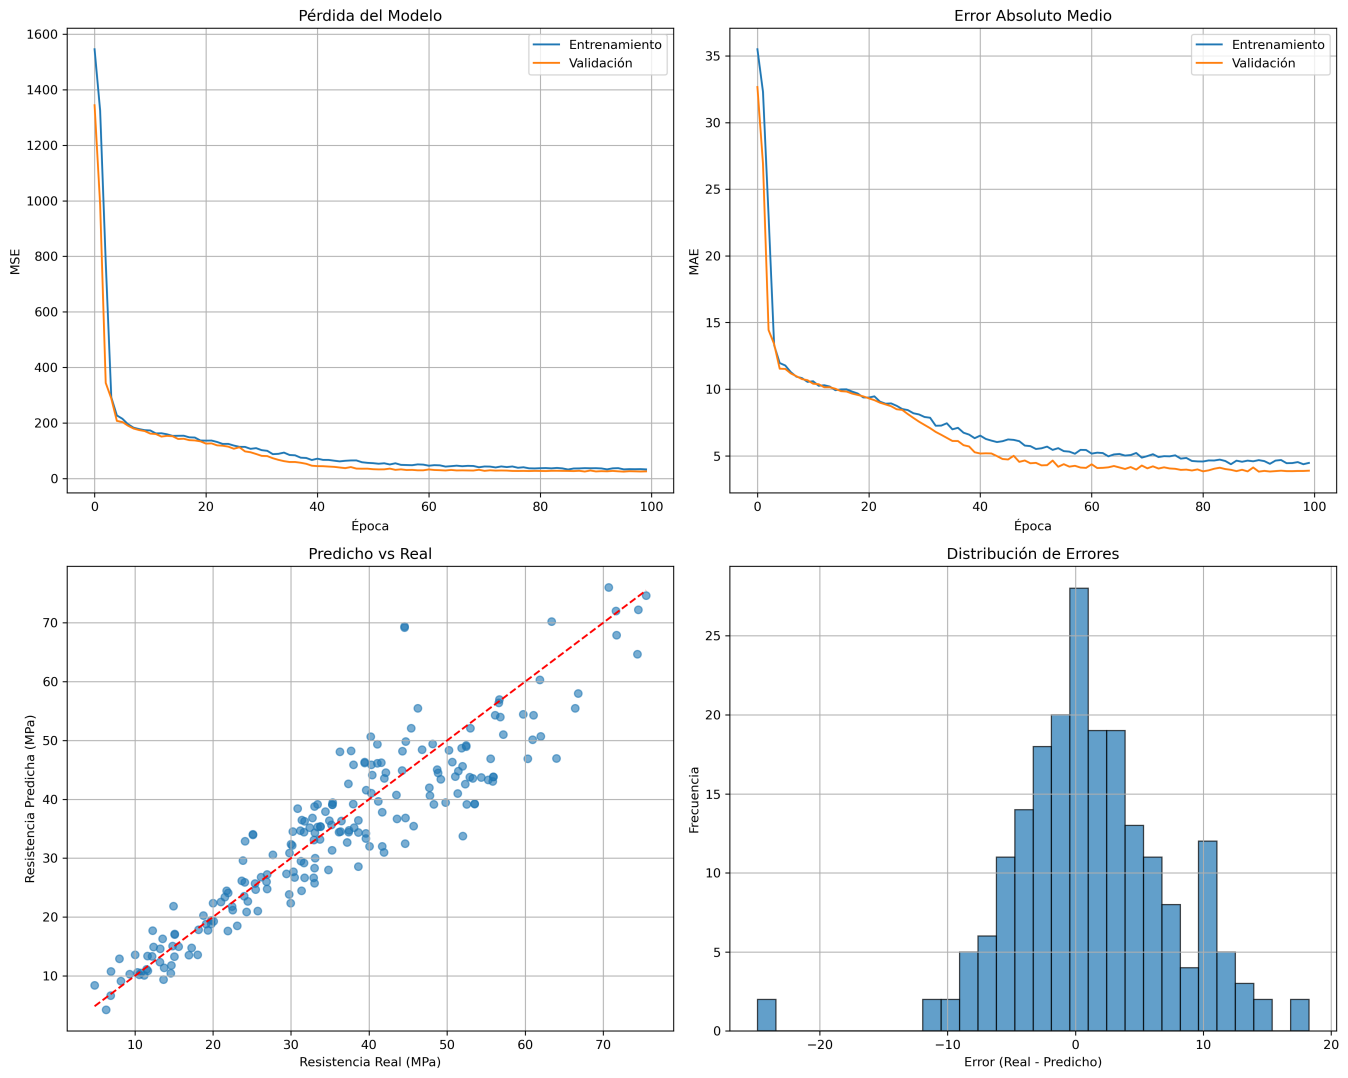 Pérdida del Modelo
1600
1400
1200
1000
800
600
400
200
0
MSE
0 20 40 60 80 100
Época
Entrenamiento
Validación
Error Absoluto Medio
35
30
25
20
15
10
5
MAE
0 20 40 60 80 100
Época
Entrenamiento
Validación
Predicho vs Real
70
60
50
40
30
20
10
Resistencia Predicha (MPa)
10 20 30 40 50 60 70
Resistencia Real (MPa)
Distribución de Errores
25
20
15
10
5
0
Frecuencia
−20 −10 0 10 20
Error (Real - Predicho)